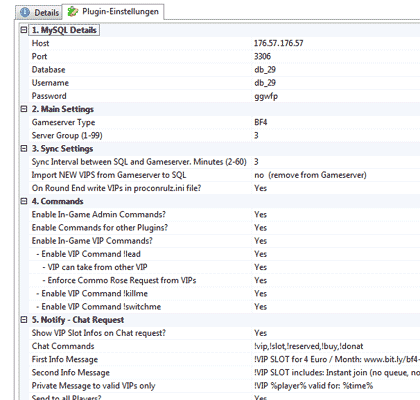 Details Plugin-Einstellungen
1. MySQL Details
Host 176.57.176.57
Port 3306
Database db_29
Username db_29
Password ggwfp
2. Main Settings
Gameserver Type BF4
Server Group (1-99) 3
3. Sync Settings
Sync Interval between SQL and Gameserver. Minutes (2-60) 3
Import NEW VIPS from Gameserver to SQL no (remove from Gameserver)
On Round End write VIPs in proconrulz.ini file? Yes
4. Commands
Enable In-Game Admin Commands? Yes
Enable Commands for other Plugins? Yes
Enable In-Game VIP Commands? Yes
- Enable VIP Command !lead Yes
- VIP can take from other VIP Yes
- Enforce Commo Rose Request from VIPs Yes
- Enable VIP Command !killme Yes
- Enable VIP Command !switchme Yes
5. Notify - Chat Request
Show VIP Slot Infos on Chat request? Yes
Chat Commands !vip,!slot,!reserved,!buy,!donat
First Info Message !VIP SLOT for 4 Euro / Month: www.bit.ly/bf4-
Second Info Message !VIP SLOT includes: Instant join (no queue, no
Private Message to valid VIPs only !VIP %player% valid for: %time%
Send to all Players? Yes